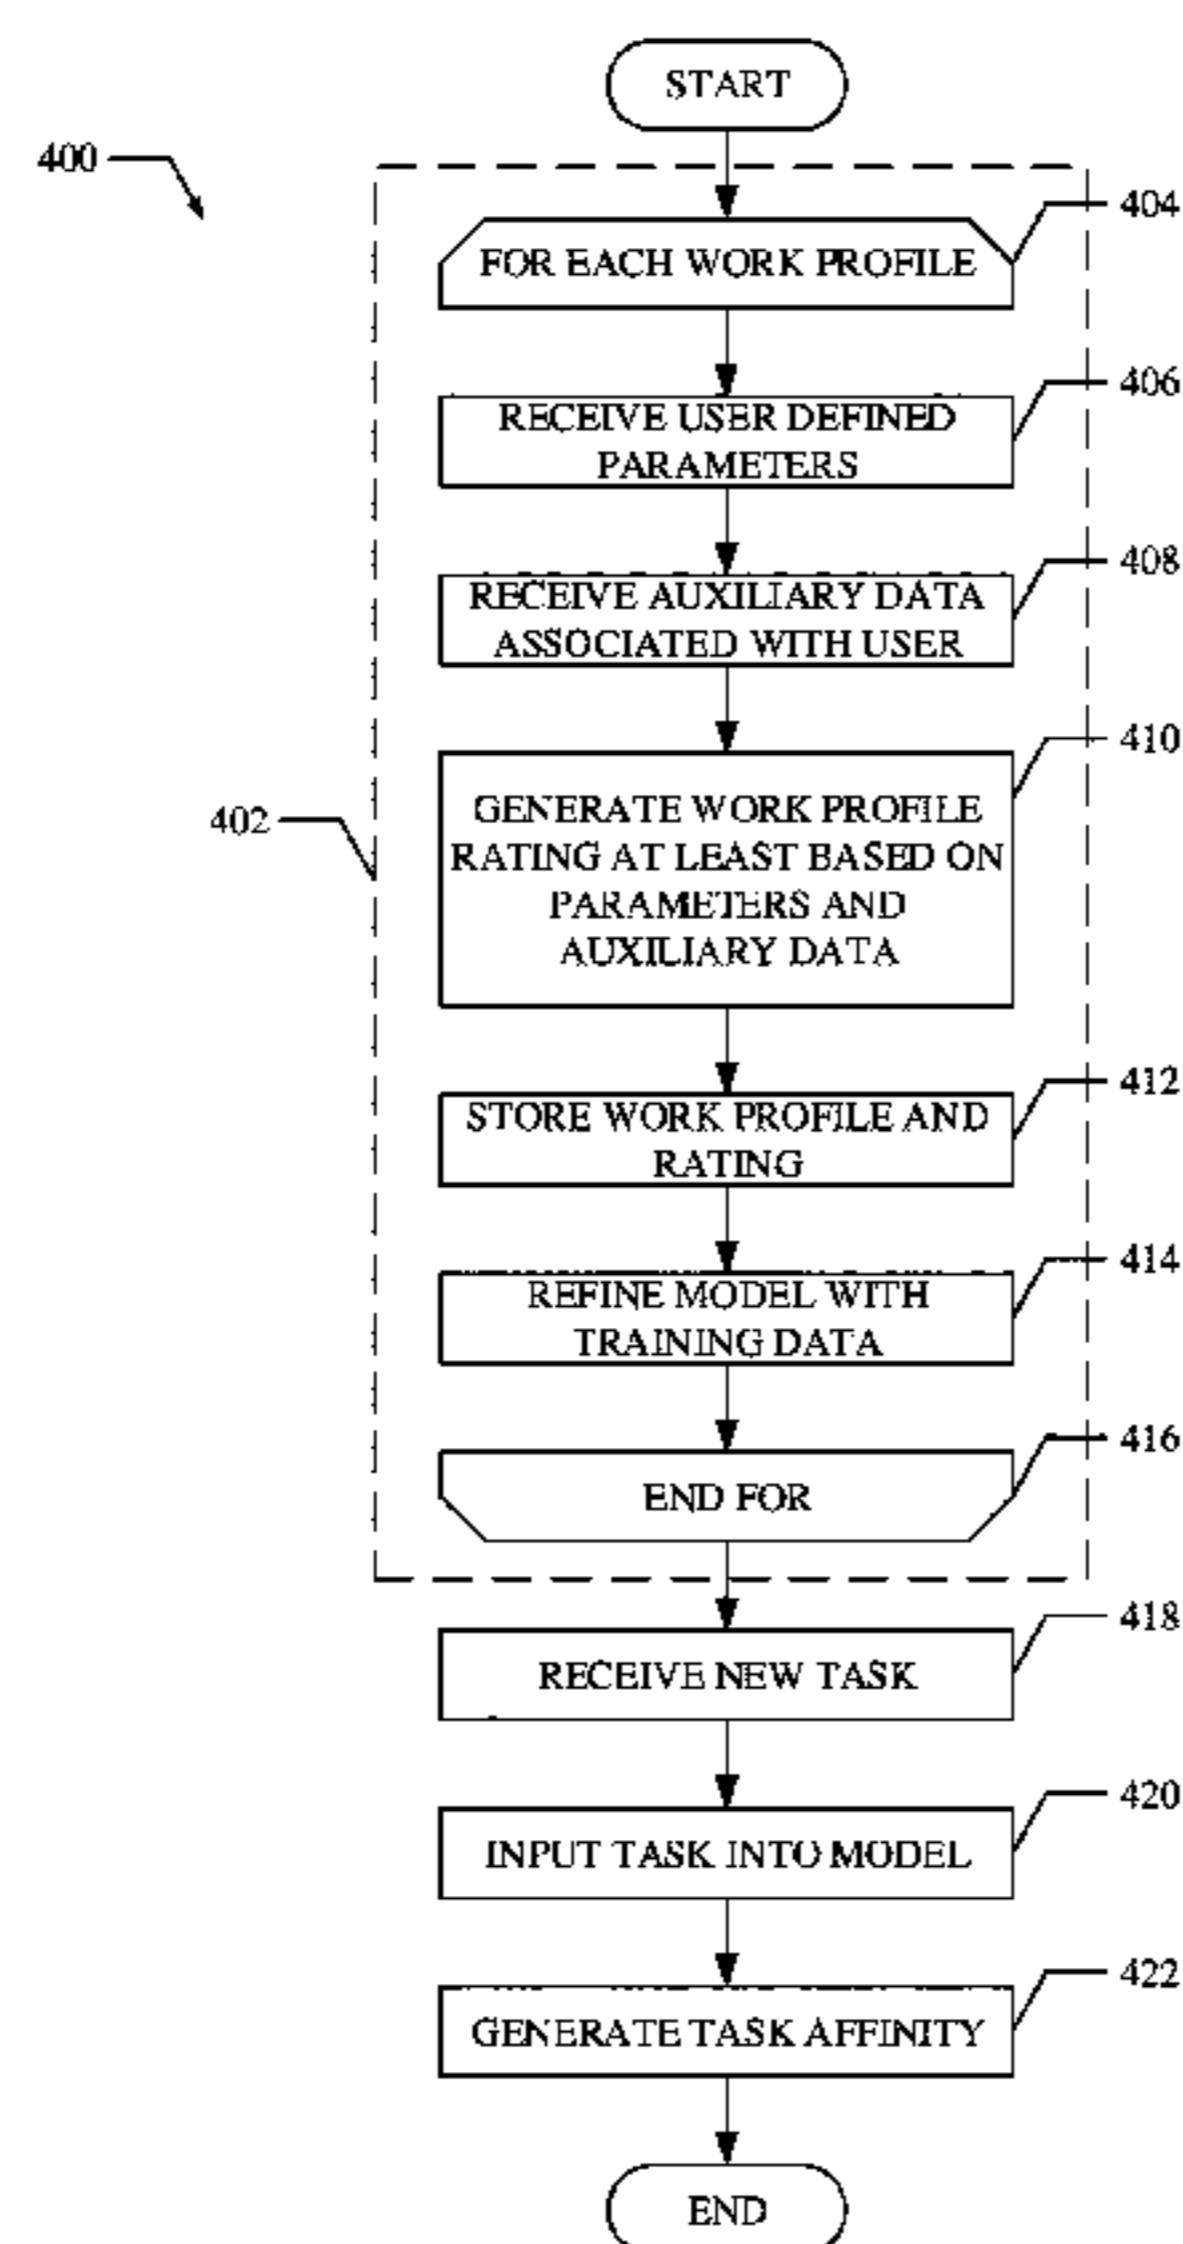 START
400
404
FOR EACH WORK PROFILE
406
RECEIVE USER DEFINED
PARAMETERS
408
RECEIVE AUXILIARY DATA
ASSOCIATED WITH USER
410
GENERATE WORK PROFILE
RATING AT LEAST BASED ON
PARAMETERS AND
AUXILIARY DATA
402
412
STORE WORK PROFILE AND
RATING
414
REFINE MODEL WITH
TRAINING DATA
416
END FOR
418
RECEIVE NEW TASK
420
INPUT TASK INTO MODEL
422
GENERATE TASK AFFINITY
END